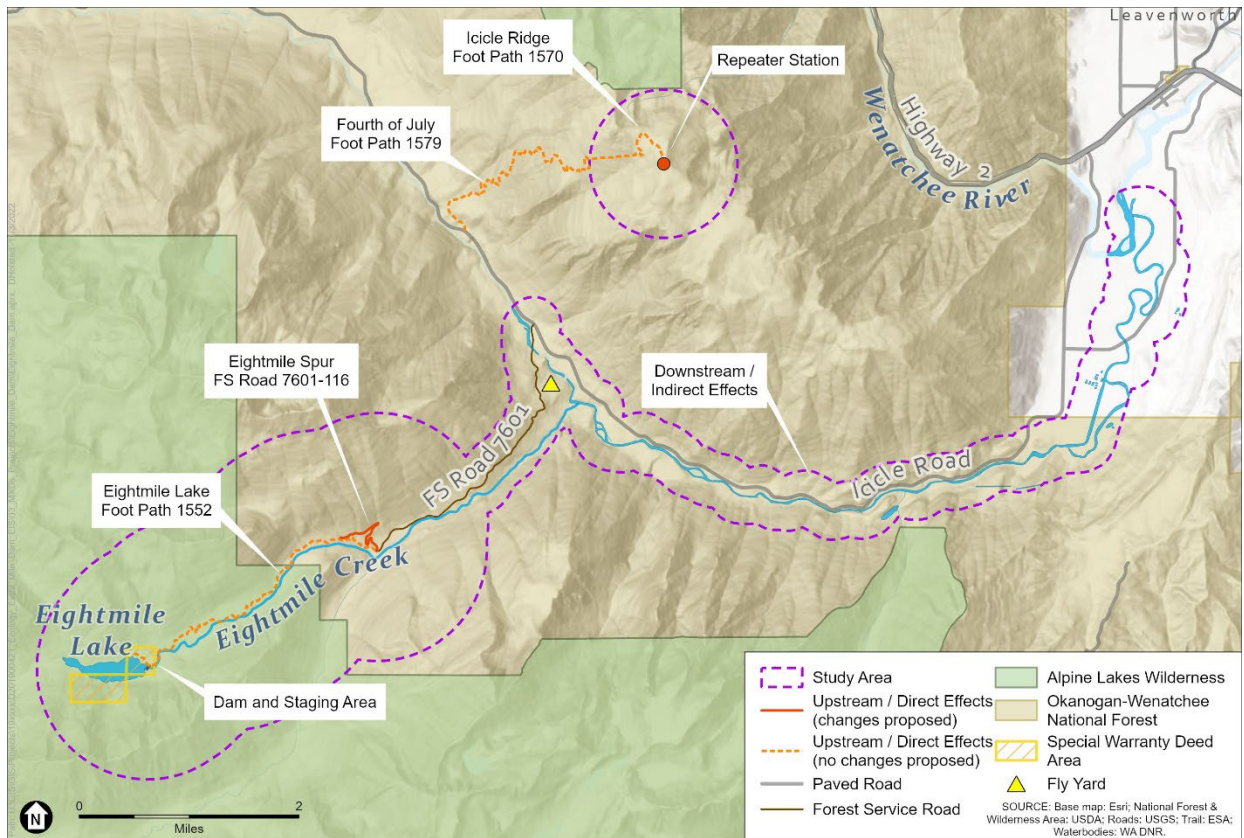 Leavenworth
Icicle Ridge
Foot Path 1570
Repeater Station
Fourth of July
Foot Path 1579
Highway 2
Wenatchee River
Eightmile Spur
FS Road 7601-116
Downstream /
Indirect Effects
FS Road 7601
Icicle Road
Eightmile Lake
Foot Path 1552
Eightmile Creek
Eightmile
Lake
Dam and Staging Area
Study Area
Upstream / Direct Effects
(changes proposed)
Upstream / Direct Effects
(no changes proposed)
Paved Road
Forest Service Road
Alpine Lakes Wilderness
Okanogan-Wenatchee
National Forest
Special Warranty Deed
Area
Fly Yard
SOURCE: Base map: Esri; National Forest &
Wilderness Area: USDA; Roads: USGS; Trail: ESA;
Waterbodies: WA DNR.
N
0 2
Miles